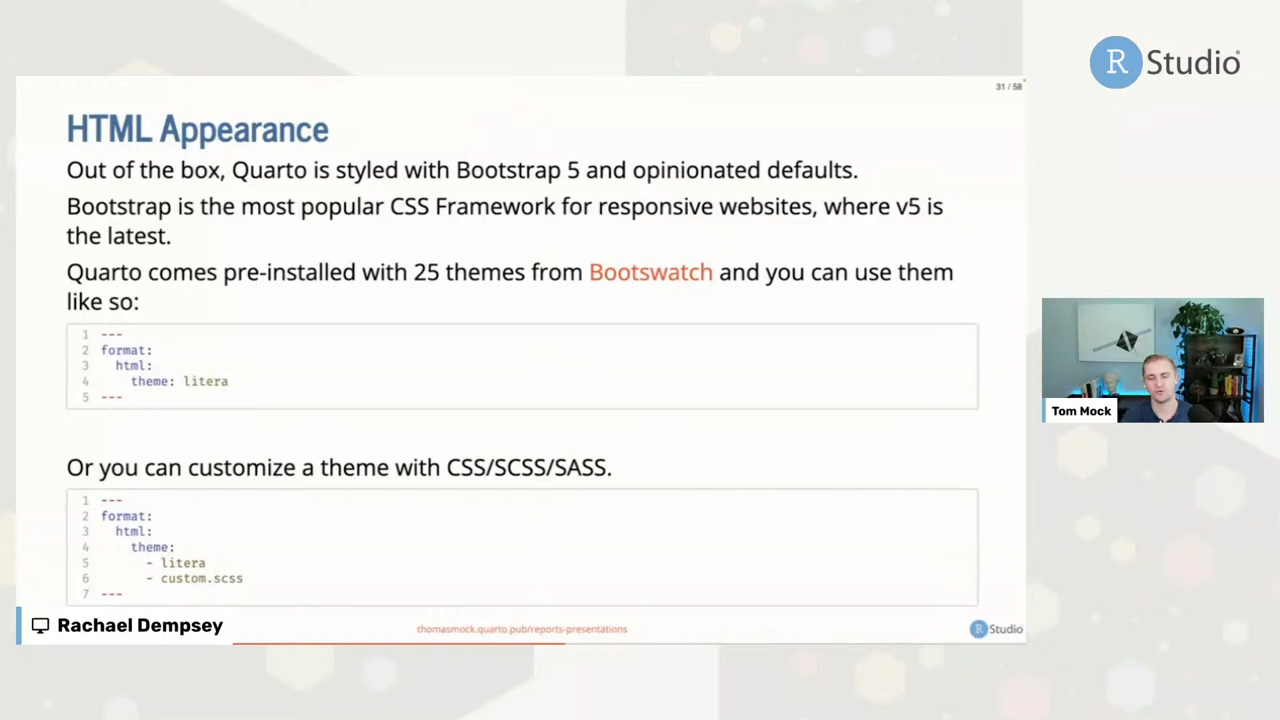 R Studio
31 / 58
HTML Appearance
Out of the box, Quarto is styled with Bootstrap 5 and opinionated defaults.
Bootstrap is the most popular CSS Framework for responsive websites, where v5 is
the latest.
Quarto comes pre-installed with 25 themes from Bootswatch and you can use them
like so:
1 ---
2 format:
3   html:
4     theme: litera
5 ---
Or you can customize a theme with CSS/SCSS/SASS.
1 ---
2 format:
3   html:
4     theme:
5       - litera
6       - custom.scss
7 ---
Tom Mock
Rachael Dempsey
thomasmock.quarto.pub/reports-presentations
R Studio